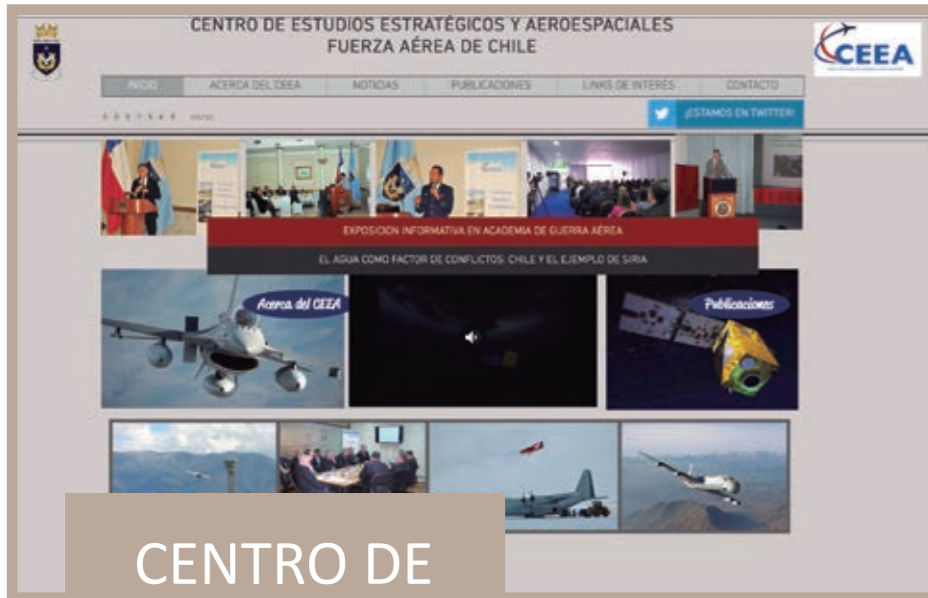 CENTRO DE ESTUDIOS ESTRATÉGICOS Y AEROESPACIALES
FUERZA AÉREA DE CHILE
CEEA
INICIO ACERCA DEL CEEA NOTICIAS PUBLICACIONES LINKS DE INTERÉS CONTACTO
¡ESTAMOS EN TWITTER!
EXPOSICIÓN INFORMATIVA EN ACADEMIA DE GUERRA AÉREA
EL AGUA COMO FACTOR DE CONFLICTOS: CHILE Y EL EJEMPLO DE SIRIA
Acerca del CEEA
Publicaciones
CENTRO DE